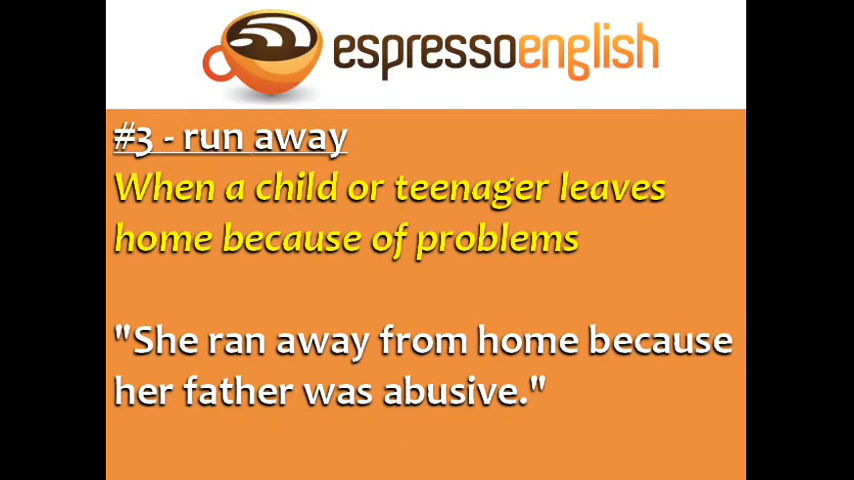 espressoenglish
#3 - run away
When a child or teenager leaves
home because of problems
"She ran away from home because
her father was abusive."